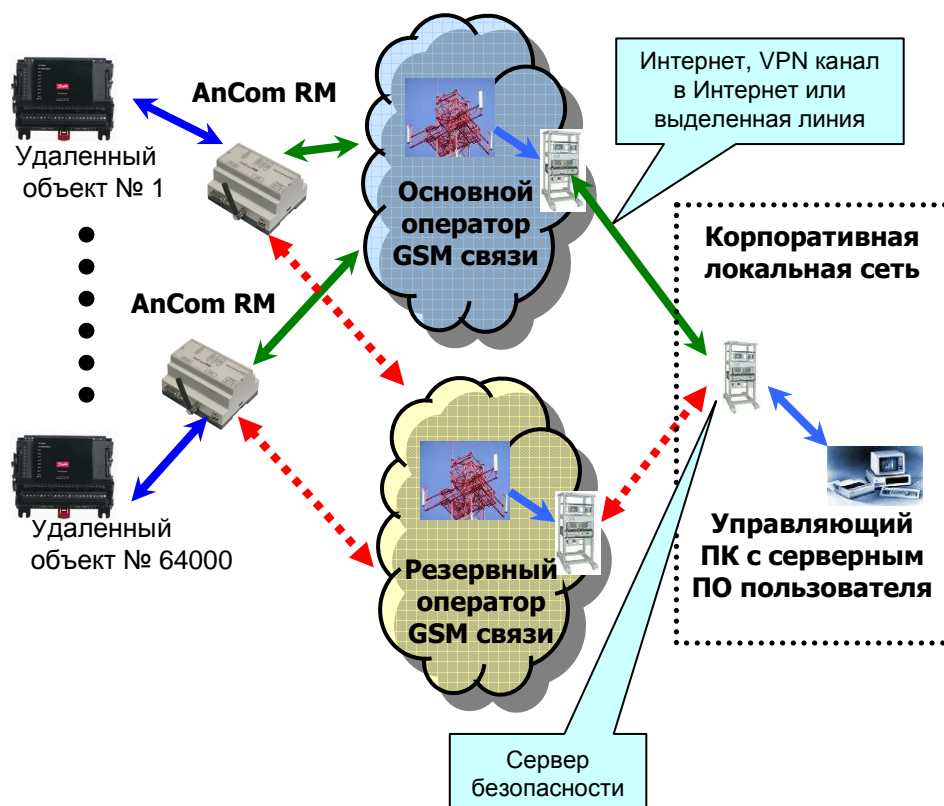 AnCom RM
Удаленный
объект № 1
Основной
оператор
GSM связи
Интернет, VPN канал
в Интернет или
выделенная линия
Корпоративная
локальная сеть
AnCom RM
Удаленный
объект № 64000
Резервный
оператор
GSM связи
Управляющий
ПК с серверным
ПО пользователя
Сервер
безопасности